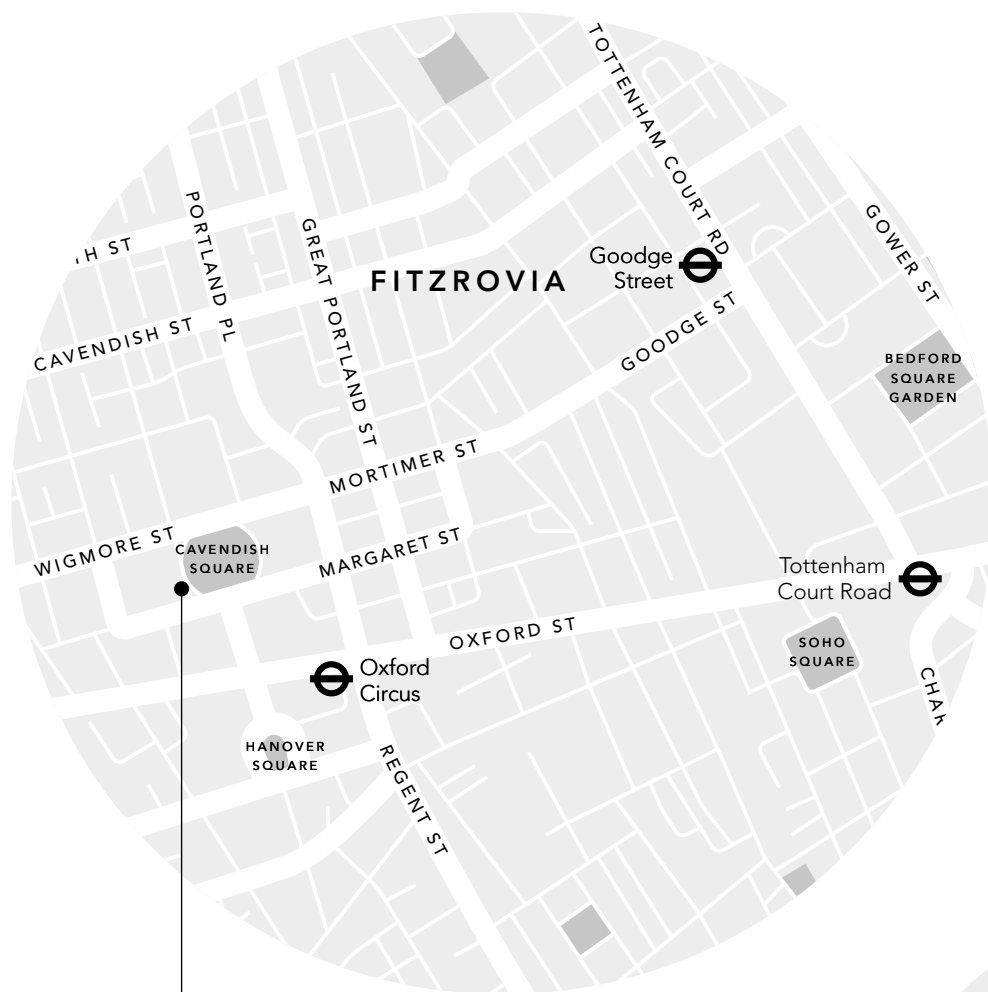 TOTTENHAM COURT RD
PORTLAND PL
GREAT PORTLAND ST
GOWER ST
H ST
FITZROVIA
Goodge
Street
GOODGE ST
CAVENDISH ST
BEDFORD
SQUARE
GARDEN
MORTIMER ST
WIGMORE ST
CAVENDISH
SQUARE
MARGARET ST
Tottenham
Court Road
OXFORD ST
SOHO
SQUARE
Oxford
Circus
CHA
HANOVER
SQUARE
REGENT ST